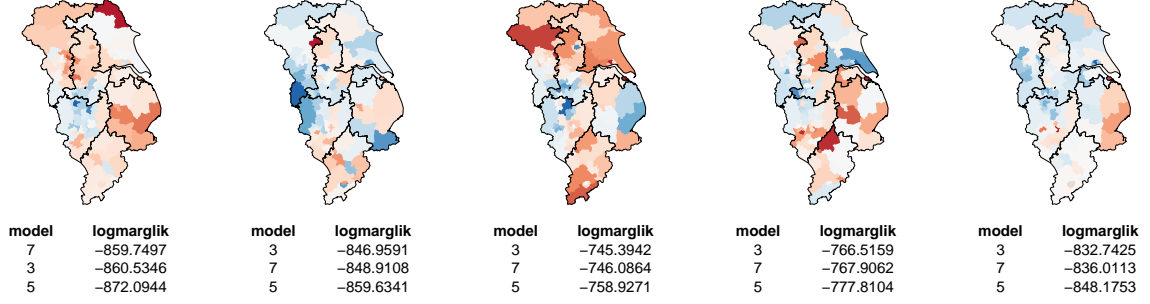 model logmarglik model logmarglik model logmarglik model logmarglik model logmarglik
7 −859.7497 3 −846.9591 3 −745.3942 3 −766.5159 3 −832.7425
3 −860.5346 7 −848.9108 7 −746.0864 7 −767.9062 7 −836.0113
5 −872.0944 5 −859.6341 5 −758.9271 5 −777.8104 5 −848.1753